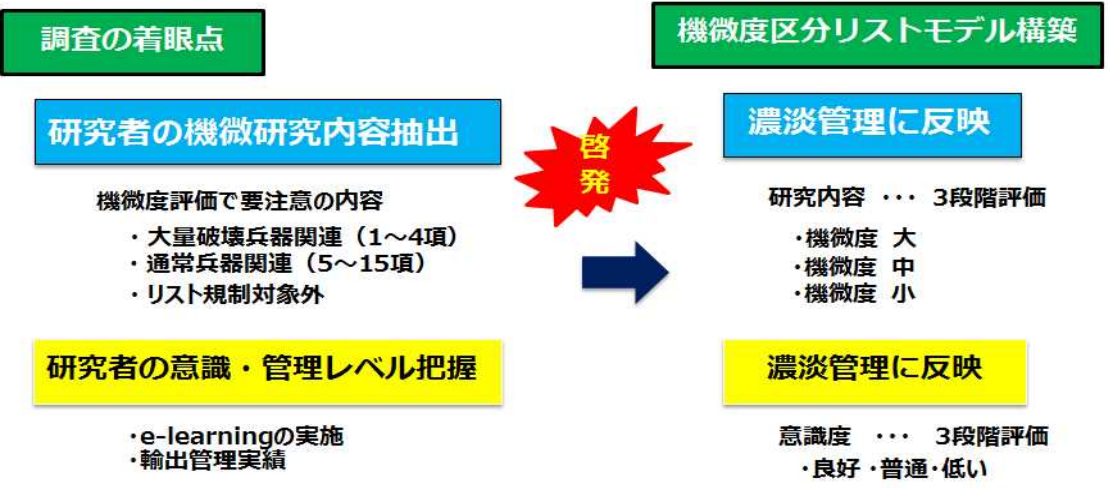 調査の着眼点
研究者の機微研究内容抽出
機微度評価で要注意の内容
・大量破壊兵器関連（1～4項）
・通常兵器関連（5～15項）
・リスト規制対象外
研究者の意識・管理レベル把握
・e-learningの実施
・輸出管理実績
啓
発
機微度区分リストモデル構築
濃淡管理に反映
研究内容 ・・・ 3段階評価
・機微度 大
・機微度 中
・機微度 小
濃淡管理に反映
意識度 ・・・ 3段階評価
・良好・普通・低い